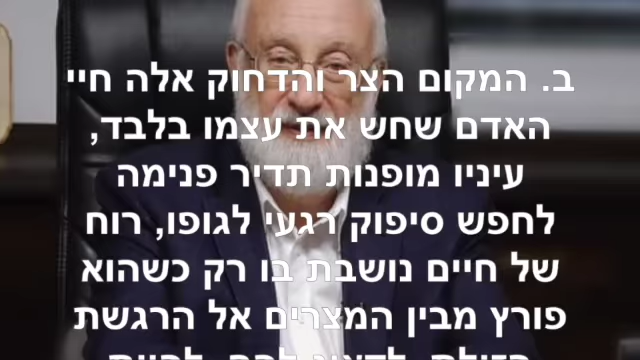 ב. המקום הצר והדחוק אלה חיי
האדם שחש את עצמו בלבד,
עיניו מופנות תדיר פנימה
לחפש סיפוק רגעי לגופו, רוח
של חיים נושבת בו רק כשהוא
פורץ מבין המצרים אל הרגשת